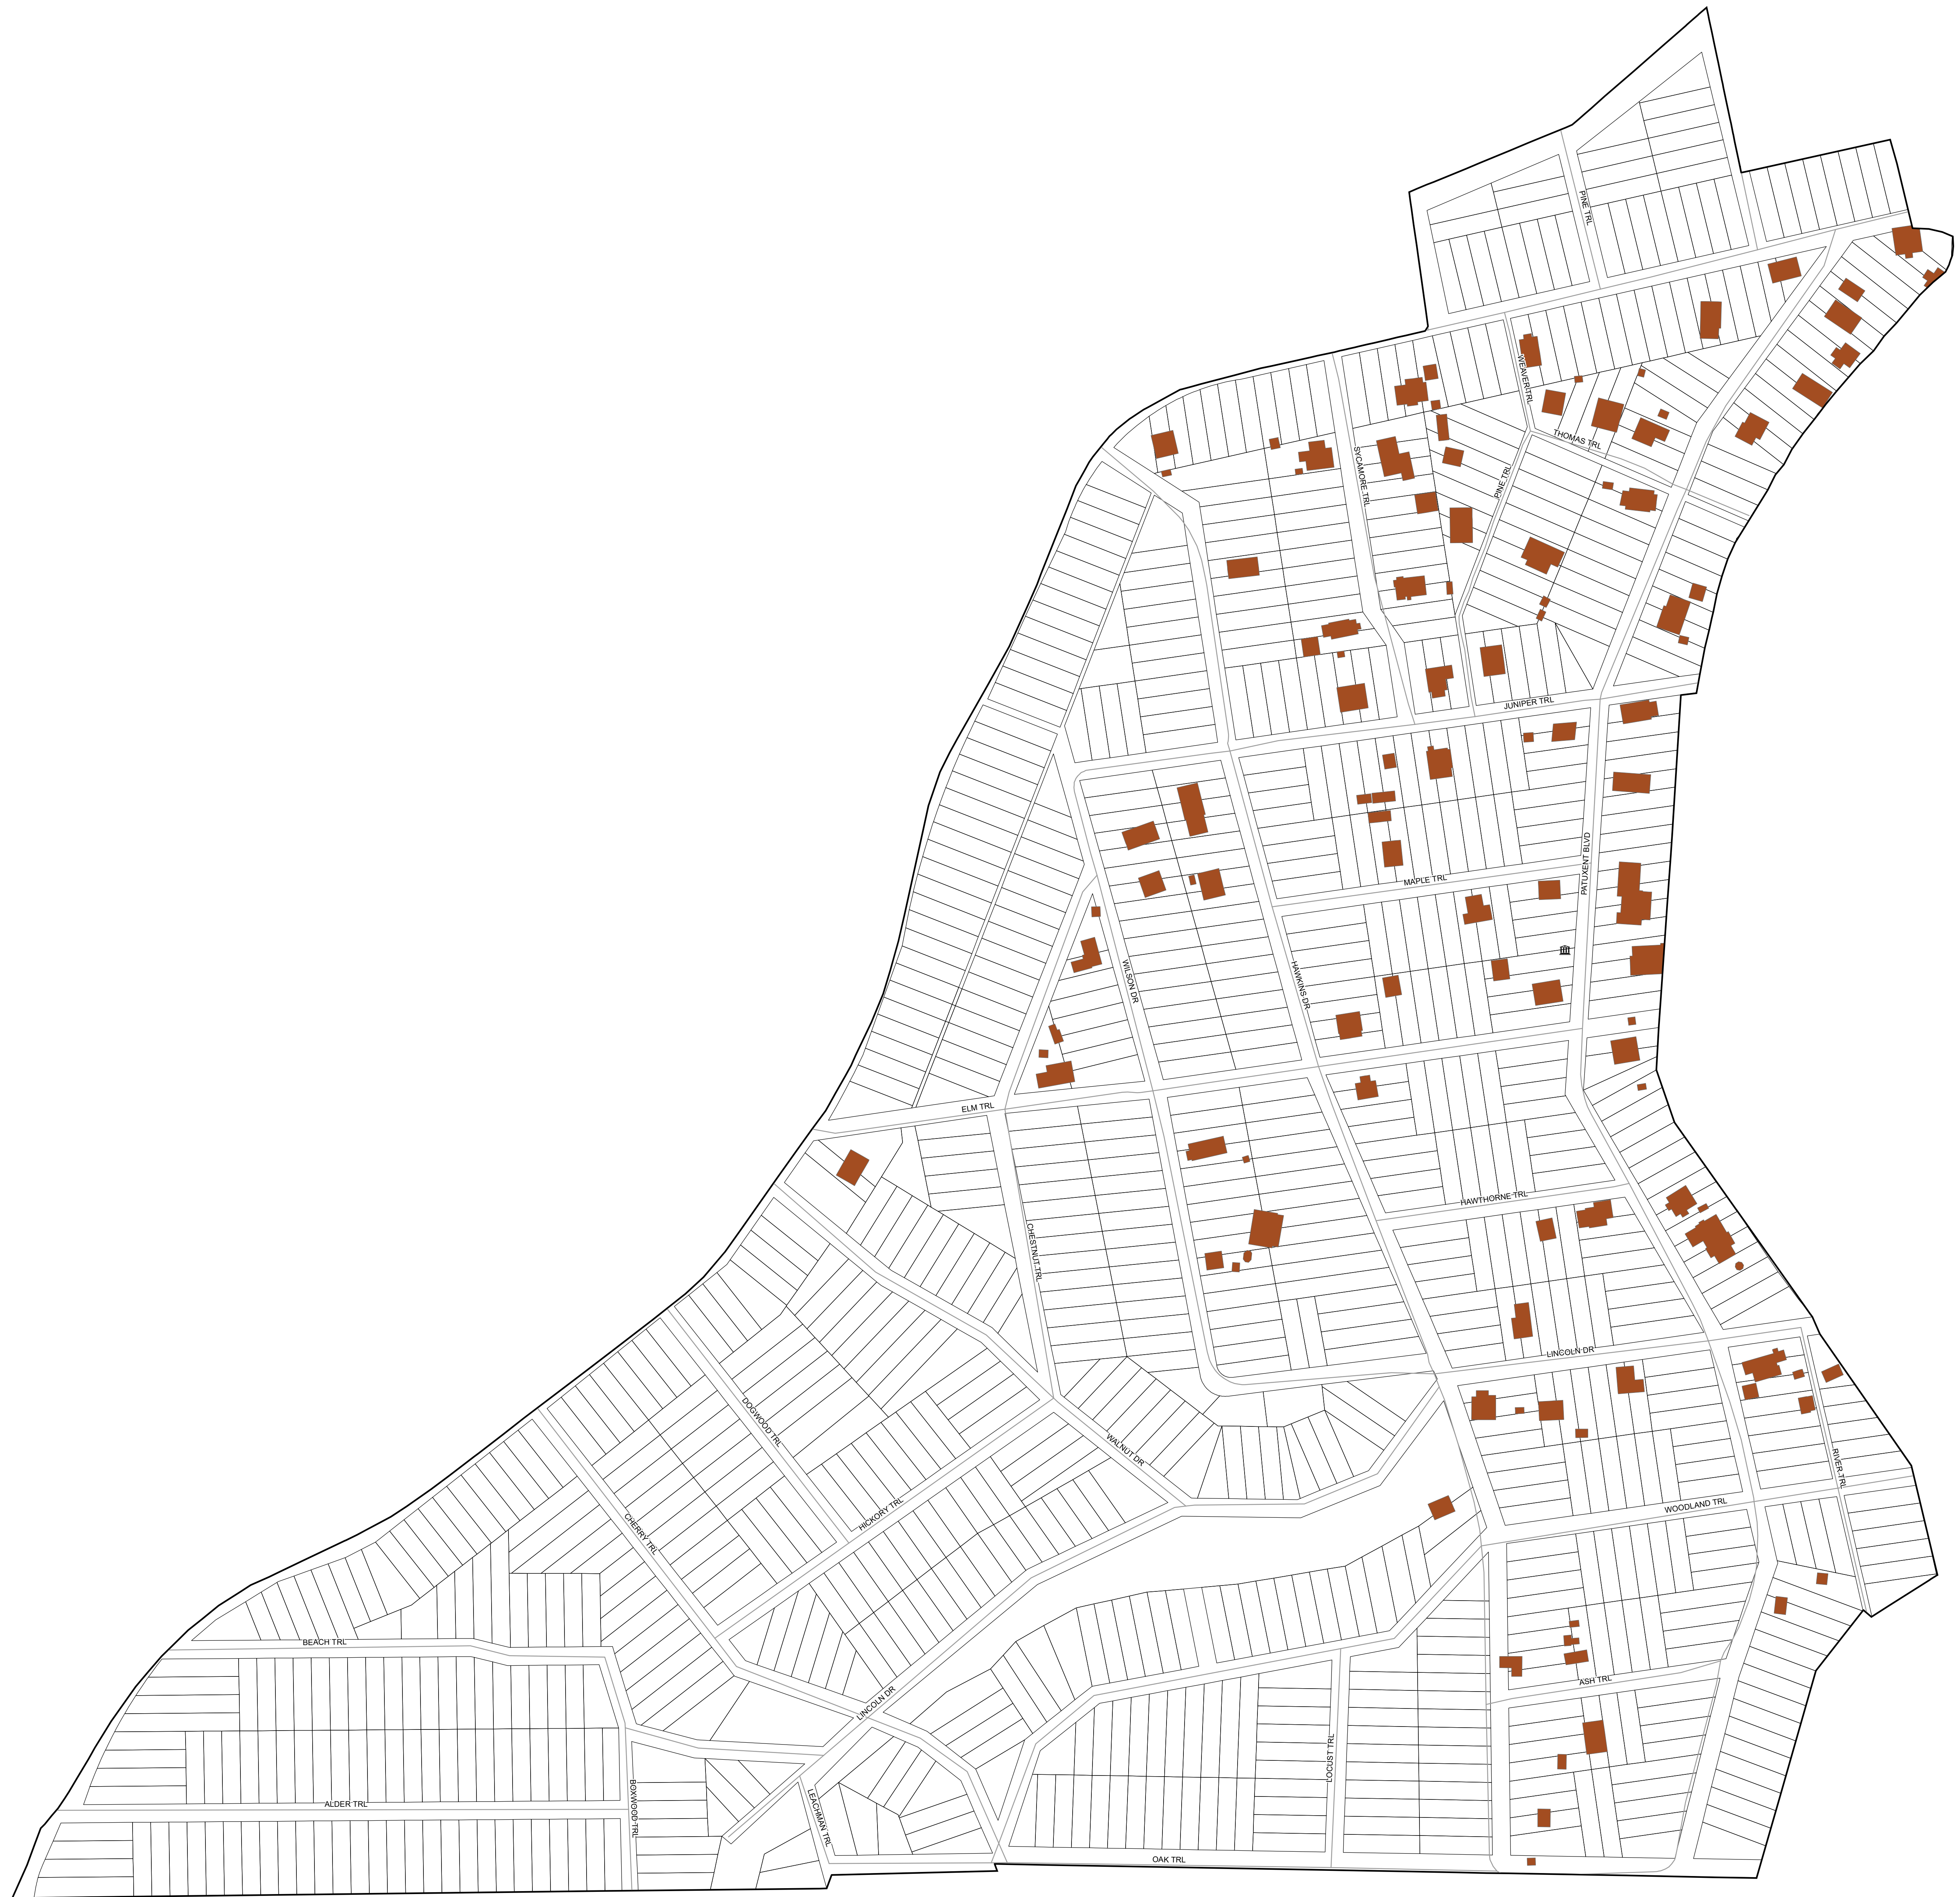 PINE TRL
WEAVER TRL
THOMAS TRL
SYCAMORE TRL
PINE TRL
JUNIPER TRL
PATUXENT BLVD
MAPLE TRL
WILSON DR
HAWKINS DR
ELM TRL
HAWTHORNE TRL
CHESTNUT TRL
LINCOLN DR
DOGWOOD TRL
WALNUT DR
RIVER TRL
HICKORY TRL
WOODLAND TRL
CHERRY TRL
BEACH TRL
ASH TRL
LINCOLN DR
LOCUST TRL
ALDER TRL
BOXWOOD TRL
LEACHMAN TRL
OAK TRL